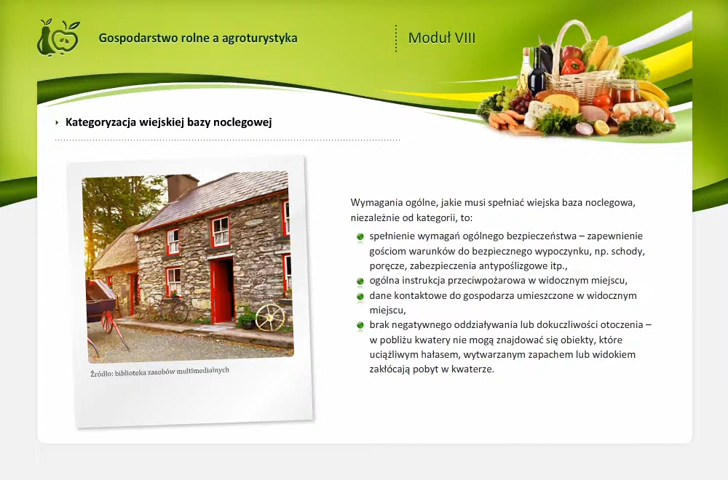 Gospodarstwo rolne a agroturystyka
Moduł VIII
Kategoryzacja wiejskiej bazy noclegowej
Wymagania ogólne, jakie musi spełniać wiejska baza noclegowa,
niezależnie od kategorii, to:
spełnienie wymagań ogólnego bezpieczeństwa – zapewnienie
gościom warunków do bezpiecznego wypoczynku, np. schody,
poręcze, zabezpieczenia antypoślizgowe itp.,
ogólna instrukcja przeciwpożarowa w widocznym miejscu,
dane kontaktowe do gospodarza umieszczone w widocznym
miejscu,
brak negatywnego oddziaływania lub dokuczliwości otoczenia –
w pobliżu kwatery nie mogą znajdować się obiekty, które
uciążliwym hałasem, wytwarzanym zapachem lub widokiem
zakłócają pobyt w kwaterze.
Źródło: biblioteka zasobów multimedialnych